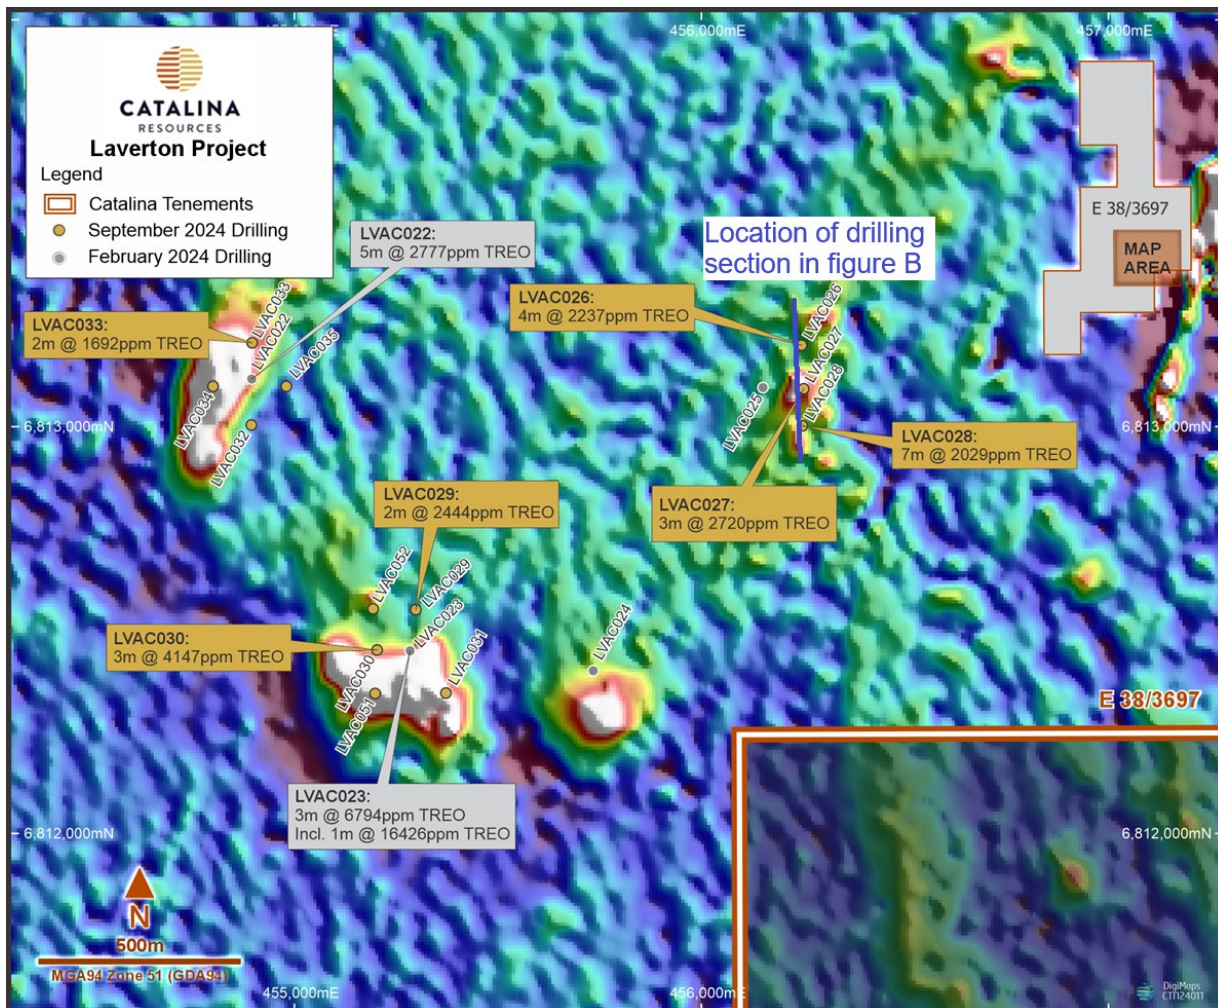 456,000mE
457,000mE
CATALINA
RESOURCES
Laverton Project
Legend
Catalina Tenements
September 2024 Drilling
February 2024 Drilling
LVAC022:
5m @ 2777ppm TREO
E 38/3697
MAP
AREA
Location of drilling
section in figure B
LVAC026:
4m @ 2237ppm TREO
LVAC033:
2m @ 1692ppm TREO
LVAC033
LVAC022
LVAC035
LVAC034
LVAC032
LVAC026
LVAC027
LVAC028
LVAC025
6,813,000mN
6,813,000mN
LVAC028:
7m @ 2029ppm TREO
LVAC027:
3m @ 2720ppm TREO
LVAC029:
2m @ 2444ppm TREO
LVAC052
LVAC029
LVAC023
LVAC024
LVAC030:
3m @ 4147ppm TREO
LVAC030
LVAC031
LVAC051
E 38/3697
LVAC023:
3m @ 6794ppm TREO
Incl. 1m @ 16426ppm TREO
6,812,000mN
6,812,000mN
N
500m
MGA94 Zone 51 (GDA94)
455,000mE
456,000mE
DigiMaps
CTN24011